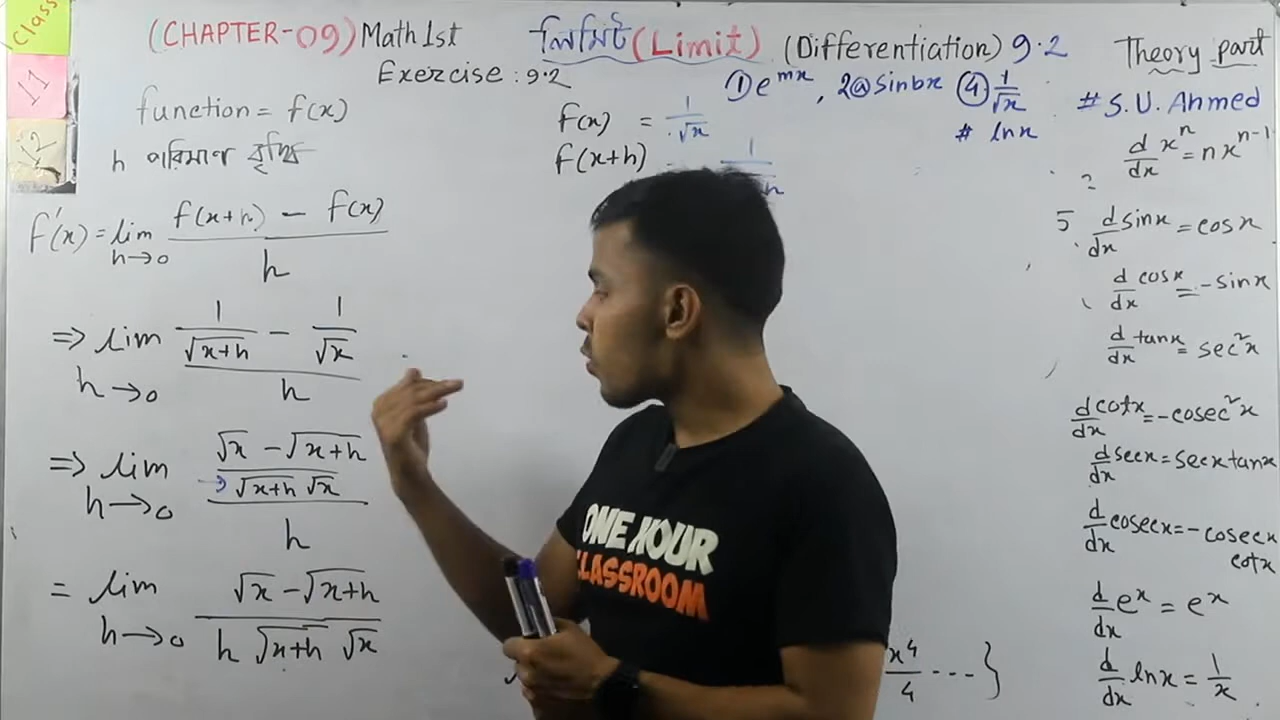 Class
11
12
(CHAPTER-09) Math 1st লিমিট (Limit) (Differentiation) 9.2
Exercise: 9.2
function = f(x)
h পরিমাণ বৃদ্ধি
f'(x) = lim h→0 (f(x+h) − f(x)) / h
⇒ lim h→0 (1/√(x+h) − 1/√x) / h
⇒ lim h→0 ((√x − √(x+h)) / (√(x+h) √x)) / h
= lim h→0 (√x − √(x+h)) / (h √(x+h) √x)
① e^mx, 2@ sinbx ④ 1/√x
# lnx
f(x) = 1/√x
f(x+h)
ONE HOUR
CLASSROOM
x⁴/4 ---}
Theory part
# S.U. Ahmed
d/dx x^n = nx^(n-1)
5 d/dx sinx = cosx
d/dx cosx = -sinx
d/dx tanx = sec²x
d/dx cotx = -cosec²x
d/dx secx = secx tanx
d/dx cosecx = -cosecx
cotx
d/dx e^x = e^x
d/dx lnx = 1/x